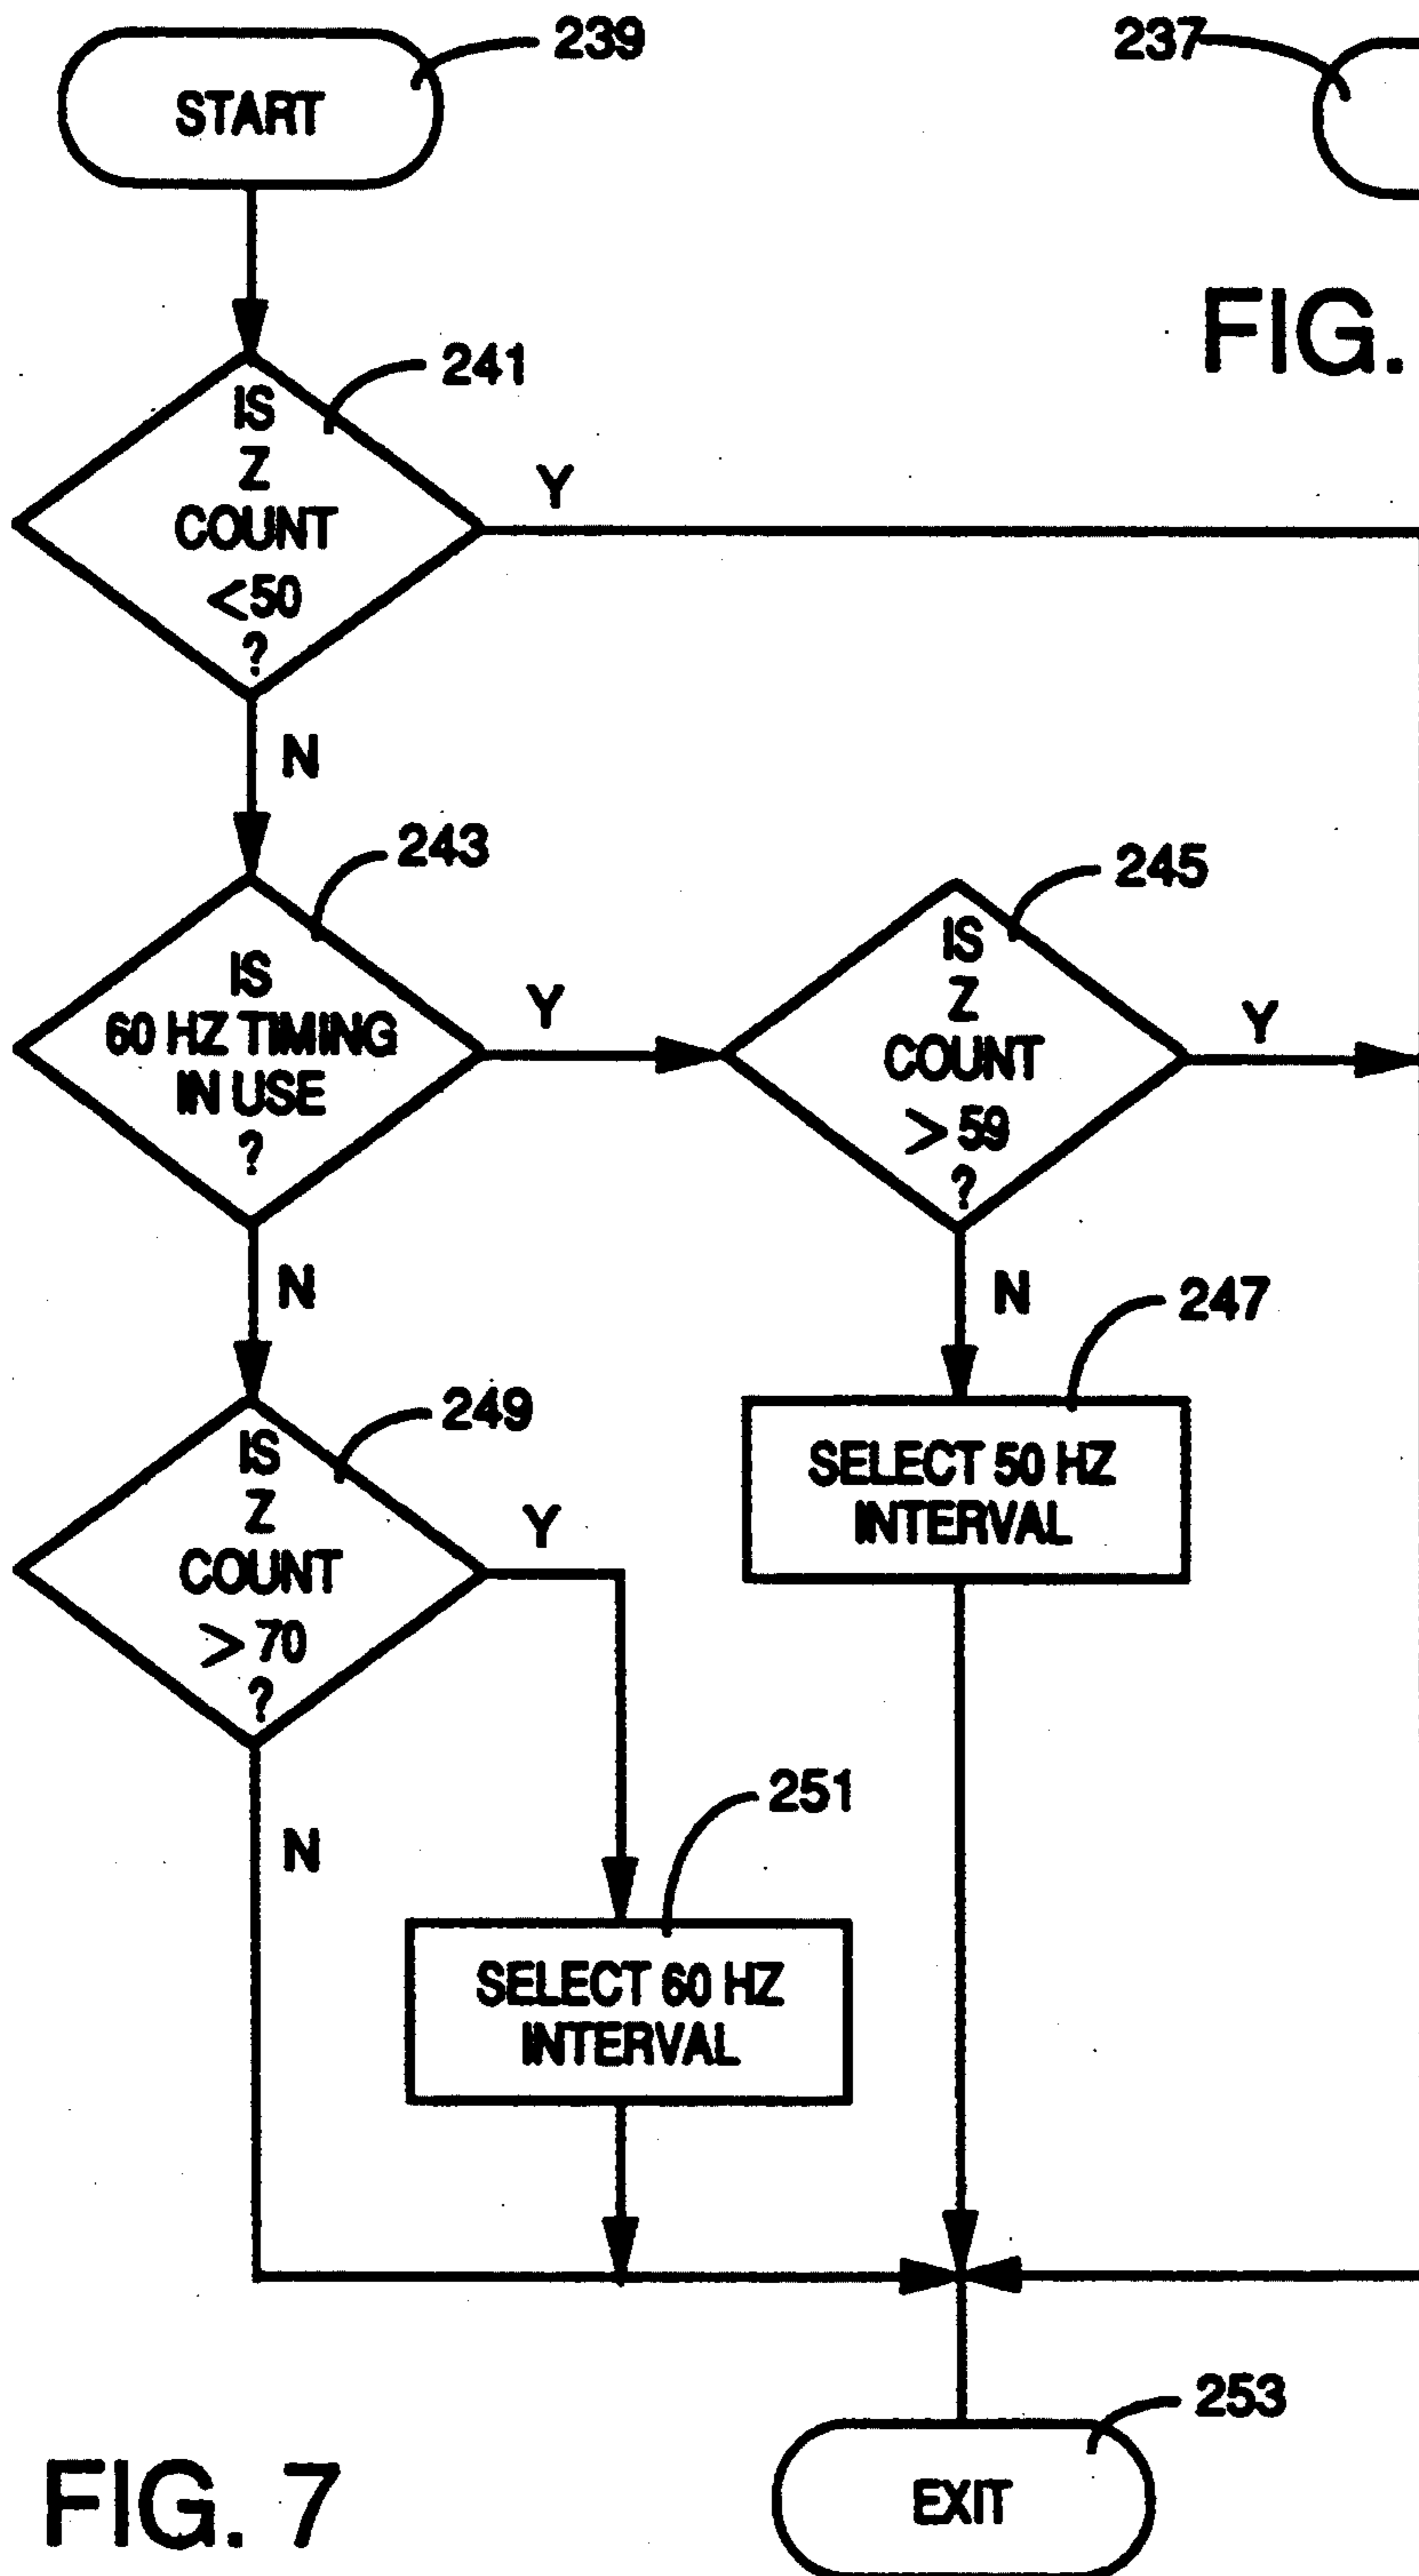 239
START
237
FIG.
241
IS
Z
COUNT
<50
?
Y
N
243
IS
60 HZ TIMING
IN USE
?
Y
245
IS
Z
COUNT
> 59
?
Y
N
N
247
SELECT 50 HZ
INTERVAL
249
IS
Z
COUNT
> 70
?
Y
N
251
SELECT 60 HZ
INTERVAL
253
EXIT
FIG. 7